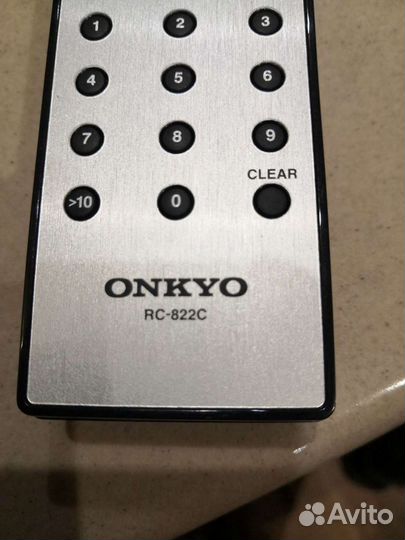 1 2 3
4 5 6
7 8 9
CLEAR
>10 0
ONKYO
RC-822C
Avito